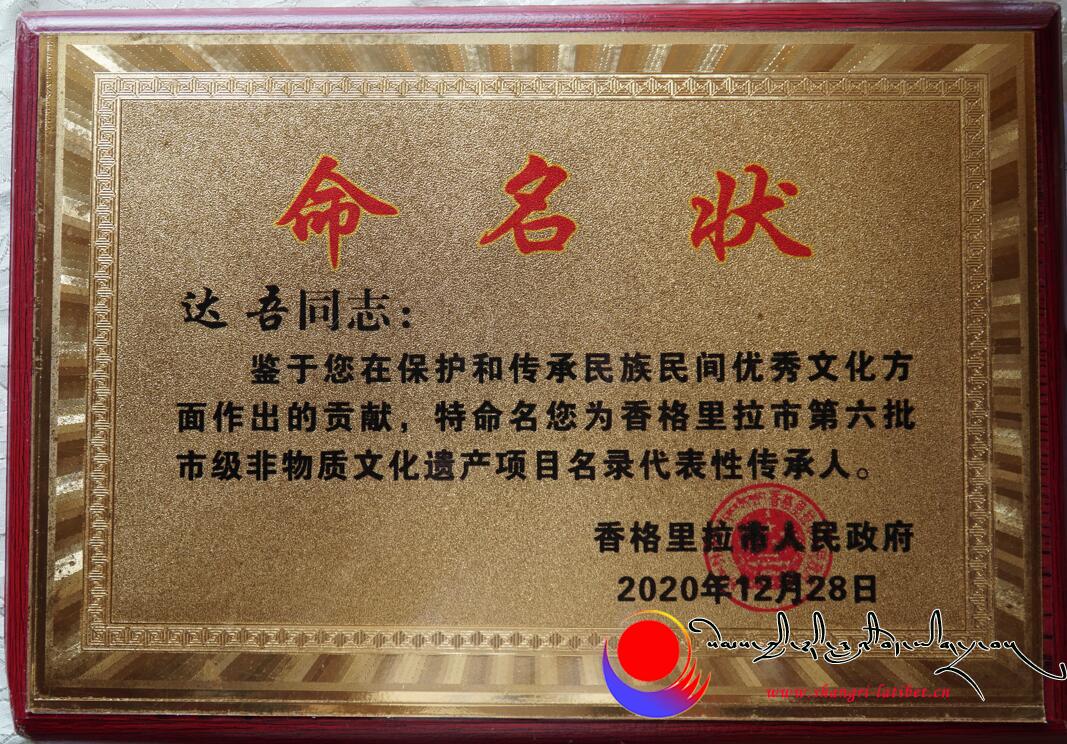 命名状
达吾同志：
鉴于您在保护和传承民族民间优秀文化方
面作出的贡献，特命名您为香格里拉市第六批
市级非物质文化遗产项目名录代表性传承人。
香格里拉市人民政府
2020年12月28日
www.shangri-latsbet.cn